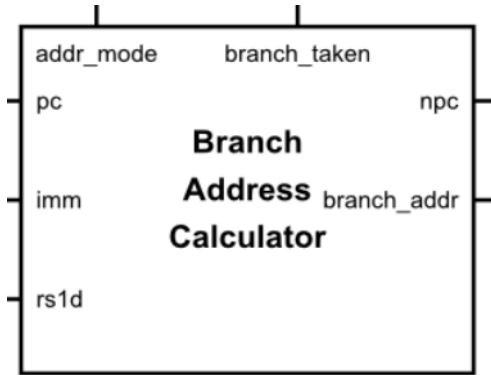 addr_mode branch_taken
pc npc
Branch
Address
imm branch_addr
Calculator
rs1d